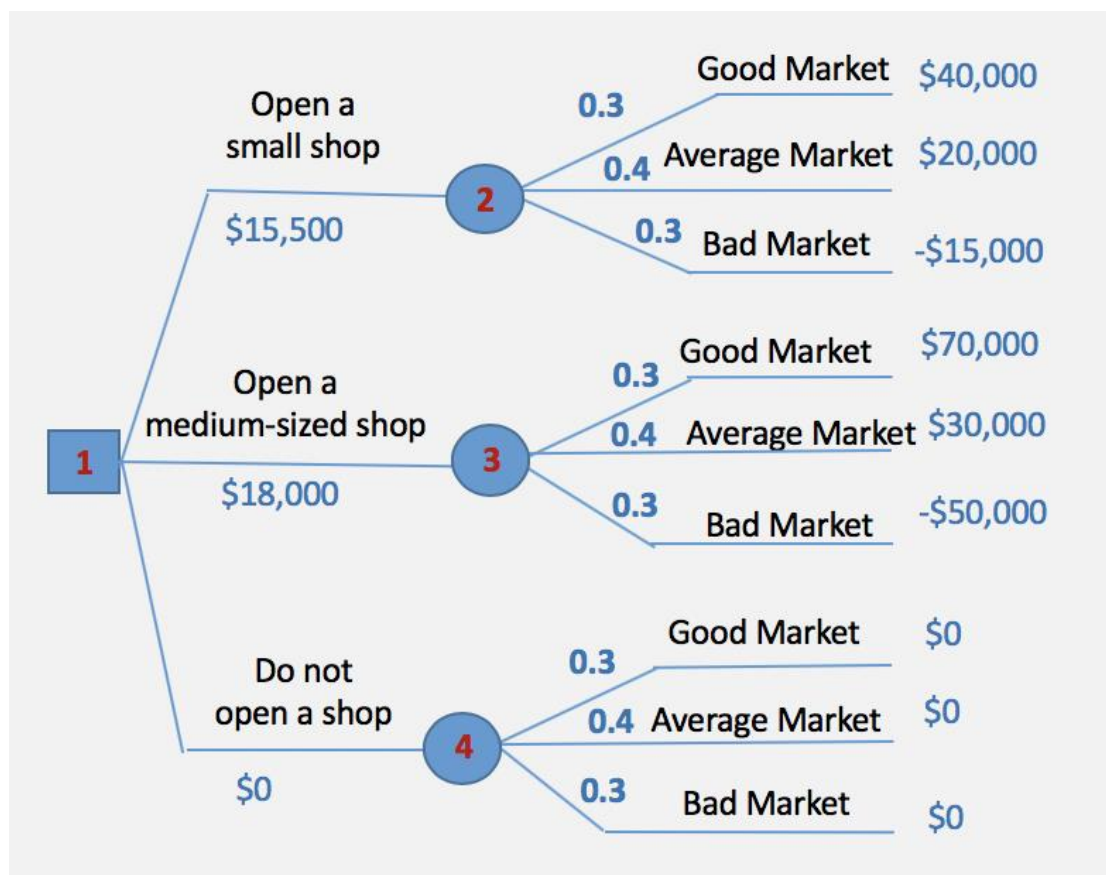 Good Market $40,000
Open a
small shop
0.3
Average Market $20,000
0.4
2
$15,500
0.3 Bad Market -$15,000
Good Market $70,000
0.3
Open a
medium-sized shop
0.4 Average Market $30,000
1
3
$18,000
0.3 Bad Market -$50,000
Good Market $0
0.3
Do not
open a shop
0.4 Average Market $0
4
$0
0.3 Bad Market $0